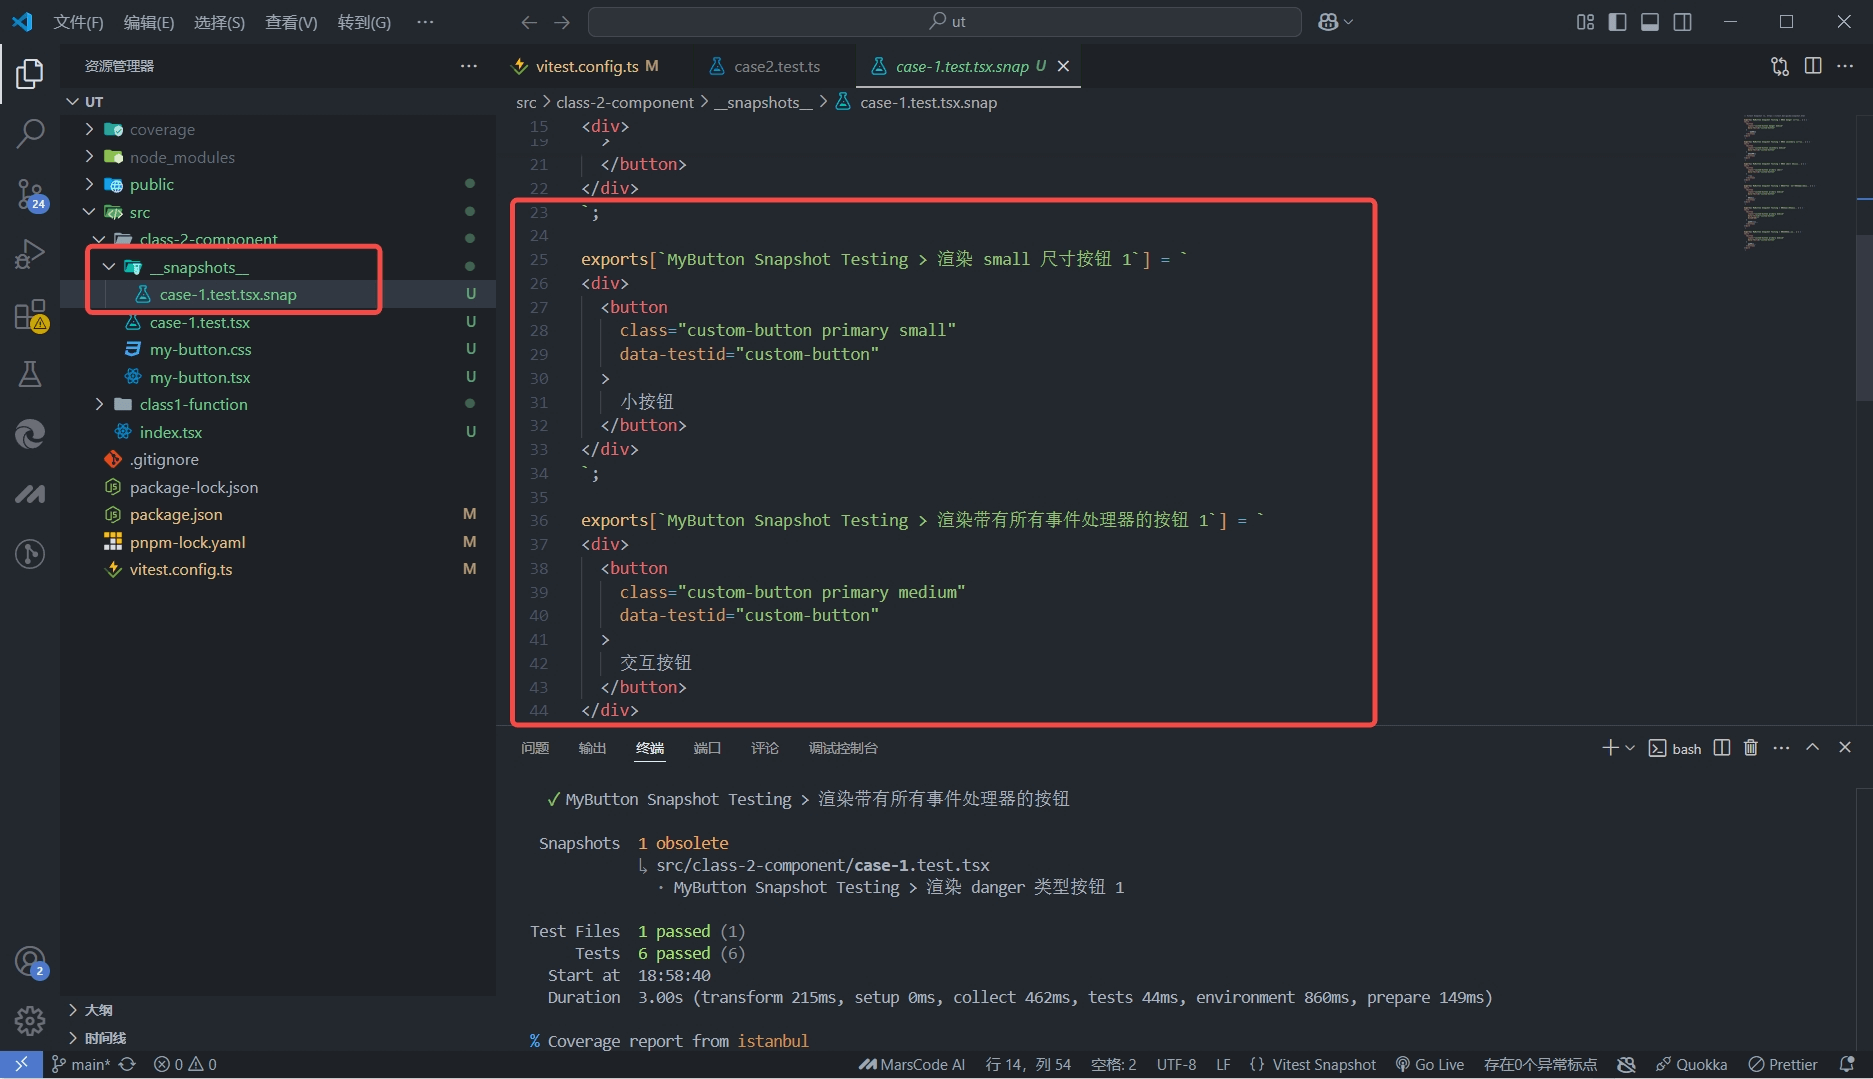 文件(F) 编辑(E) 选择(S) 查看(V) 转到(G) ··· ut
资源管理器 ···
vitest.config.ts M case2.test.ts case-1.test.tsx.snap U
src > class-2-component > __snapshots__ > case-1.test.tsx.snap
UT
coverage
node_modules
public
src
class-2-component
__snapshots__
case-1.test.tsx.snap U
case-1.test.tsx U
my-button.css U
my-button.tsx U
class1-function
index.tsx U
.gitignore
package-lock.json
package.json M
pnpm-lock.yaml M
vitest.config.ts M
大纲
时间线
24
2
15 <div>
19 >
21 </button>
22 </div>
23 `;
24
25 exports[`MyButton Snapshot Testing > 渲染 small 尺寸按钮 1`] = `
26 <div>
27 <button
28 class="custom-button primary small"
29 data-testid="custom-button"
30 >
31 小按钮
32 </button>
33 </div>
34 `;
35
36 exports[`MyButton Snapshot Testing > 渲染带有所有事件处理器的按钮 1`] = `
37 <div>
38 <button
39 class="custom-button primary medium"
40 data-testid="custom-button"
41 >
42 交互按钮
43 </button>
44 </div>
问题 输出 终端 端口 评论 调试控制台 bash
✓ MyButton Snapshot Testing > 渲染带有所有事件处理器的按钮
Snapshots 1 obsolete
↳ src/class-2-component/case-1.test.tsx
· MyButton Snapshot Testing > 渲染 danger 类型按钮 1
Test Files 1 passed (1)
Tests 6 passed (6)
Start at 18:58:40
Duration 3.00s (transform 215ms, setup 0ms, collect 462ms, tests 44ms, environment 860ms, prepare 149ms)
% Coverage report from istanbul
main* 0 0 MarsCode AI 行 14，列 54 空格: 2 UTF-8 LF {} Vitest Snapshot Go Live 存在0个异常标点 Quokka Prettier